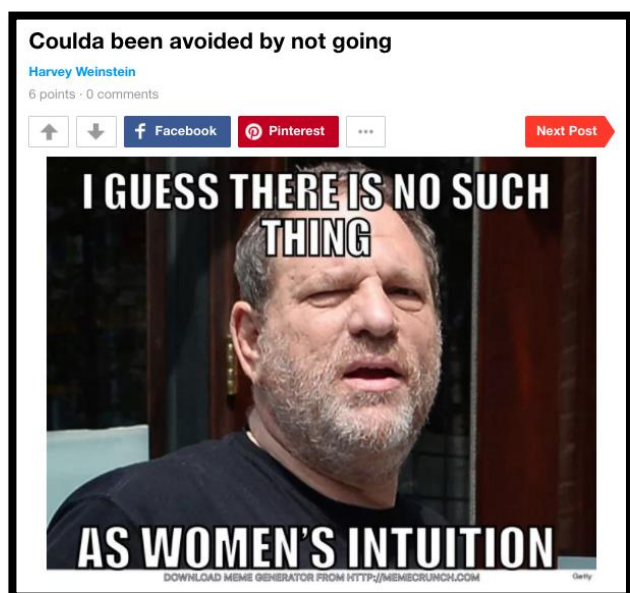 Coulda been avoided by not going
Harvey Weinstein
6 points · 0 comments
f Facebook
Pinterest
Next Post
I GUESS THERE IS NO SUCH
THING
AS WOMEN'S INTUITION
DOWNLOAD MEME GENERATOR FROM HTTP://MEMECRUNCH.COM
Getty